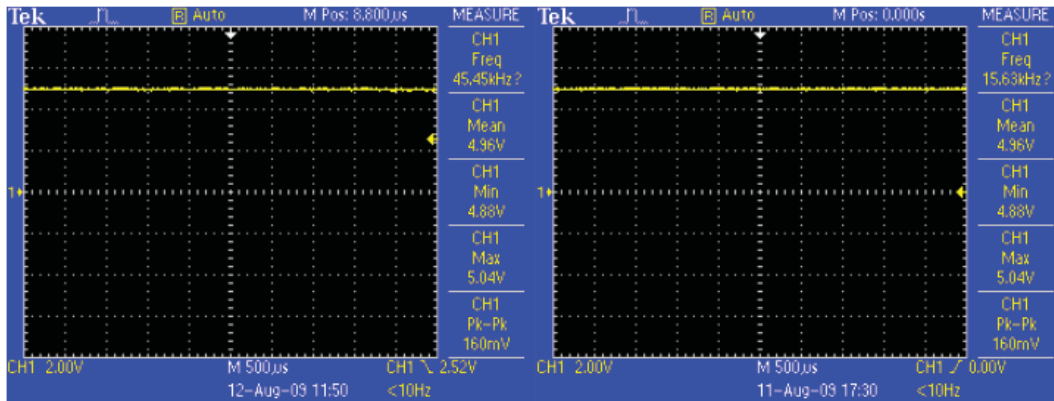 Tek R Auto M Pos: 8.800µs MEASURE
CH1
Freq
45.45kHz?
CH1
Mean
4.96V
1
CH1
Min
4.88V
CH1
Max
5.04V
CH1
Pk-Pk
160mV
CH1 2.00V M 500µs CH1 2.52V
12-Aug-09 11:50 <10Hz
Tek R Auto M Pos: 0.000s MEASURE
CH1
Freq
15.63kHz?
CH1
Mean
4.96V
1
CH1
Min
4.88V
CH1
Max
5.04V
CH1
Pk-Pk
160mV
CH1 2.00V M 500µs CH1 0.00V
11-Aug-09 17:30 <10Hz